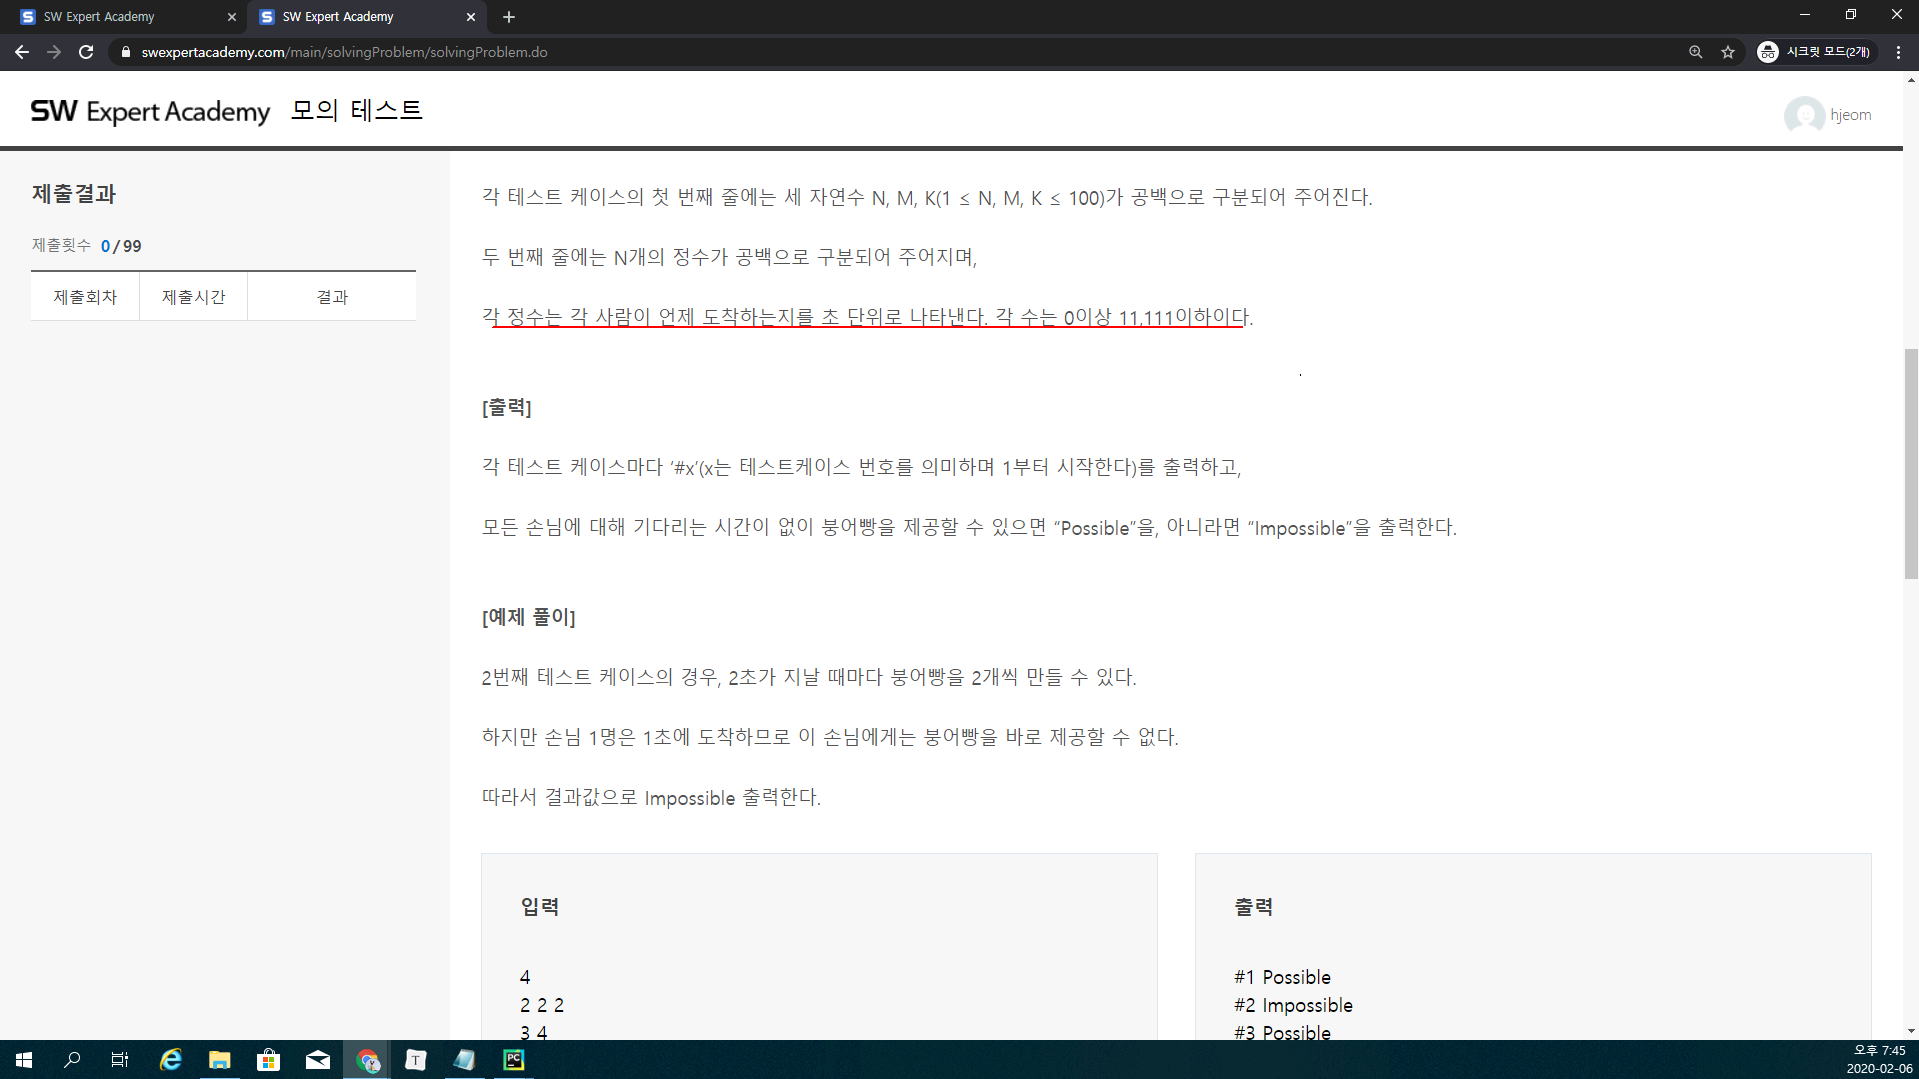 SW Expert Academy
SW Expert Academy
swexpertacademy.com/main/solvingProblem/solvingProblem.do
시크릿 모드(2개)
SW Expert Academy 모의 테스트
hjeom
제출결과
제출횟수 0 / 99
제출회차 제출시간 결과
각 테스트 케이스의 첫 번째 줄에는 세 자연수 N, M, K(1 ≤ N, M, K ≤ 100)가 공백으로 구분되어 주어진다.
두 번째 줄에는 N개의 정수가 공백으로 구분되어 주어지며,
각 정수는 각 사람이 언제 도착하는지를 초 단위로 나타낸다. 각 수는 0이상 11,111이하이다.
[출력]
각 테스트 케이스마다 ‘#x’(x는 테스트케이스 번호를 의미하며 1부터 시작한다)를 출력하고,
모든 손님에 대해 기다리는 시간이 없이 붕어빵을 제공할 수 있으면 “Possible”을, 아니라면 “Impossible”을 출력한다.
[예제 풀이]
2번째 테스트 케이스의 경우, 2초가 지날 때마다 붕어빵을 2개씩 만들 수 있다.
하지만 손님 1명은 1초에 도착하므로 이 손님에게는 붕어빵을 바로 제공할 수 없다.
따라서 결과값으로 Impossible 출력한다.
입력
4
2 2 2
3 4
출력
#1 Possible
#2 Impossible
#3 Possible
T
PC
오후 7:45
2020-02-06